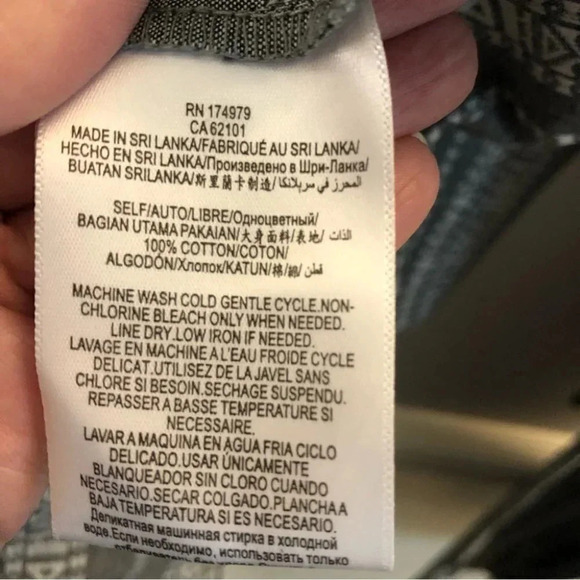 RN 174979
CA 62101
MADE IN SRI LANKA/FABRIQUÉ AU SRI LANKA/
HECHO EN SRI LANKA/Произведено в Шри-Ланка/
BUATAN SRILANKA/斯里蘭卡制造/ المحرز في سريلانكا
SELF/AUTO/LIBRE/Одноцветный/
BAGIAN UTAMA PAKAIAN/大身面料/表地/ الذات
100% COTTON/COTON/
ALGODÓN/Хлопок/KATUN/棉/綿/ قطن
MACHINE WASH COLD GENTLE CYCLE.NON-
CHLORINE BLEACH ONLY WHEN NEEDED.
LINE DRY.LOW IRON IF NEEDED.
LAVAGE EN MACHINE A L'EAU FROIDE CYCLE
DELICAT.UTILISEZ DE LA JAVEL SANS
CHLORE SI BESOIN.SECHAGE SUSPENDU.
REPASSER A BASSE TEMPERATURE SI
NECESSAIRE.
LAVAR A MAQUINA EN AGUA FRIA CICLO
DELICADO.USAR ÚNICAMENTE
BLANQUEADOR SIN CLORO CUANDO
NECESARIO.SECAR COLGADO.PLANCHA A
BAJA TEMPERATURA SI ES NECESARIO.
Деликатная машинная стирка в холодной
воде.Если необходимо, использовать только